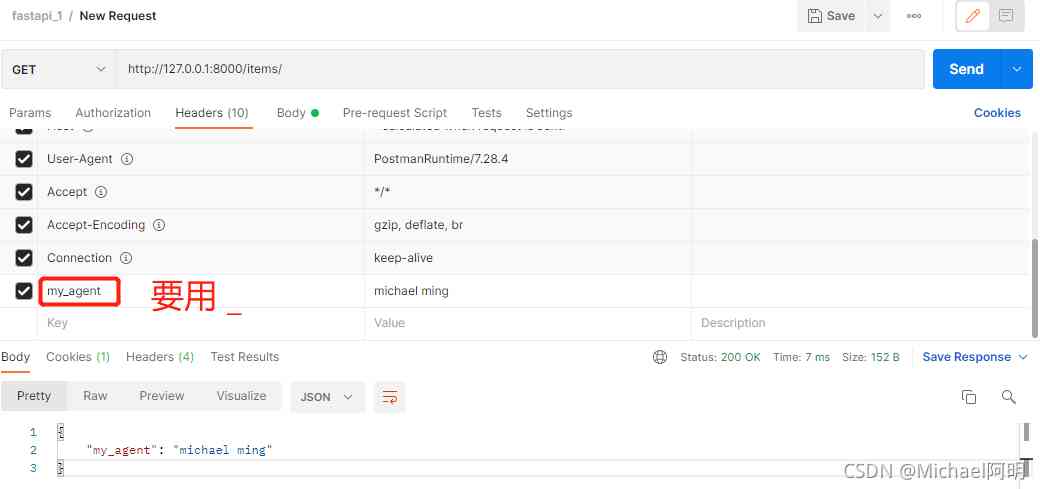 fastapi_1 / New Request
Save
GET
http://127.0.0.1:8000/items/
Send
Params Authorization Headers (10) Body Pre-request Script Tests Settings Cookies
User-Agent PostmanRuntime/7.28.4
Accept */*
Accept-Encoding gzip, deflate, br
Connection keep-alive
my_agent michael ming
要用 _
Key Value Description
Body Cookies (1) Headers (4) Test Results Status: 200 OK Time: 7 ms Size: 152 B Save Response
Pretty Raw Preview Visualize JSON
1 {
2 "my_agent": "michael ming"
3 }
CSDN @Michael阿明